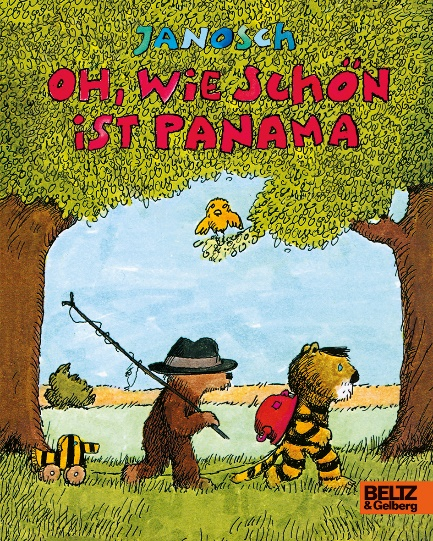 JANOSCH
OH, WiE SCHÖN
iST PANAMA
BELTZ
& Gelberg